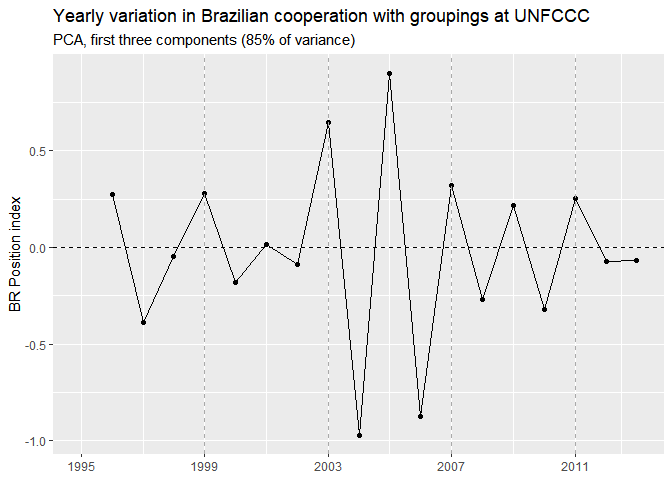 Yearly variation in Brazilian cooperation with groupings at UNFCCC
PCA, first three components (85% of variance)
BR Position index
0.5
0.0
-0.5
-1.0
1995 1999 2003 2007 2011